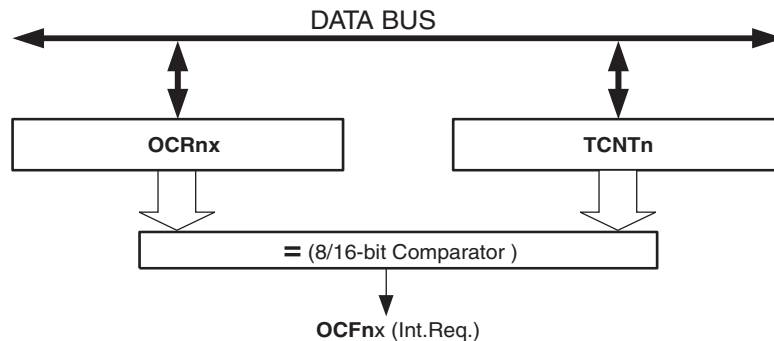 DATA BUS
OCRnx
TCNTn
= (8/16-bit Comparator )
OCFnx (Int.Req.)